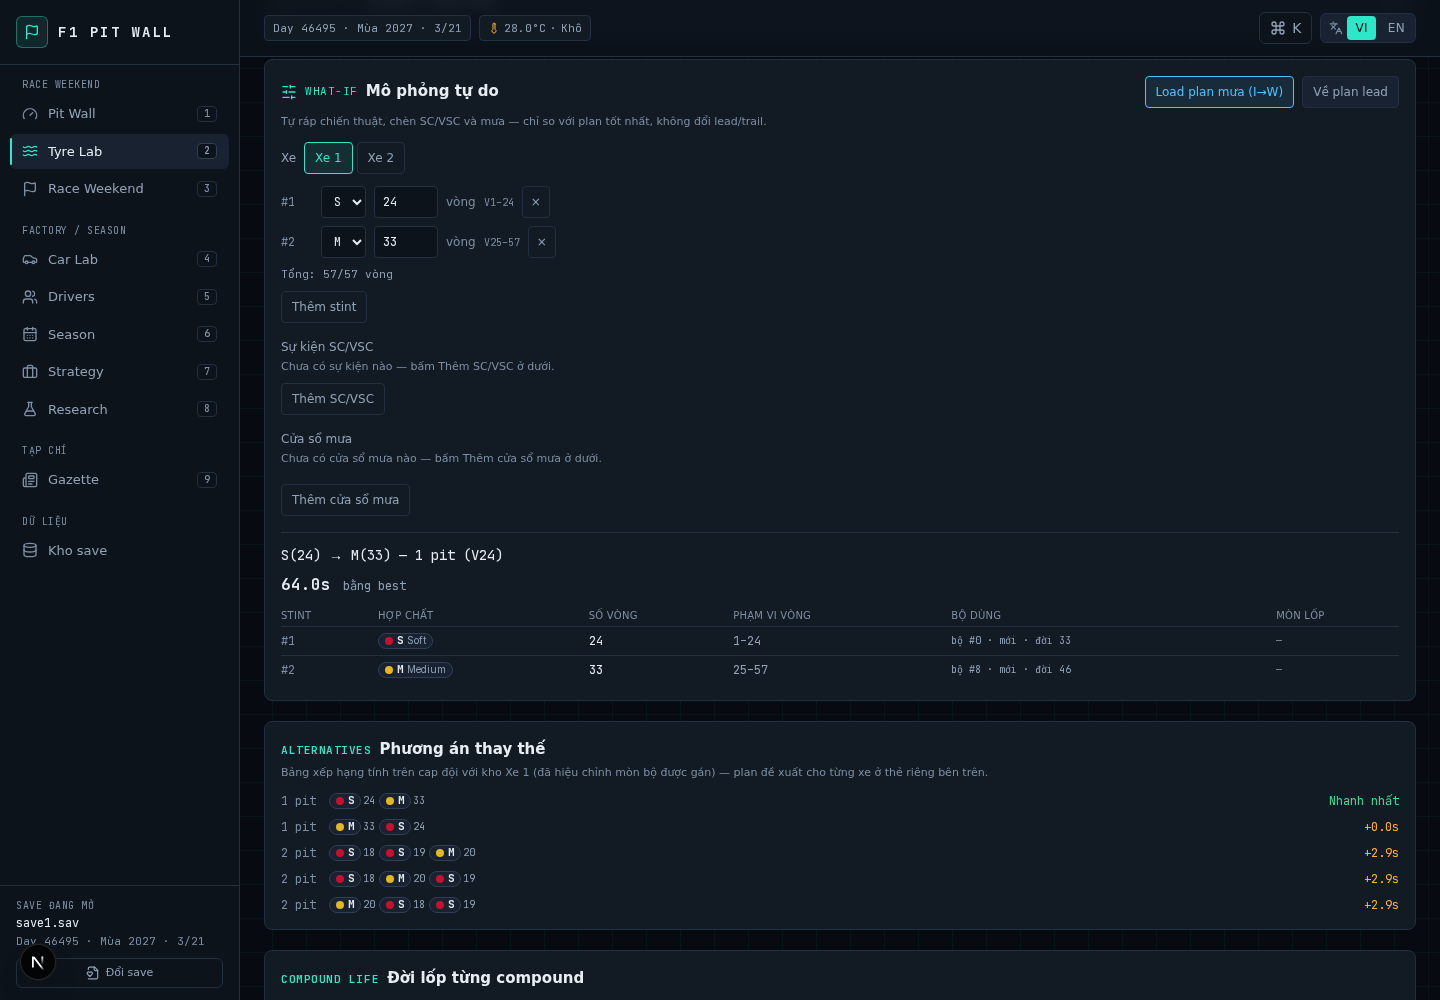 F1 PIT WALL
RACE WEEKEND
Pit Wall 1
Tyre Lab 2
Race Weekend 3
FACTORY / SEASON
Car Lab 4
Drivers 5
Season 6
Strategy 7
Research 8
TẠP CHÍ
Gazette 9
DỮ LIỆU
Kho save
SAVE ĐANG MỞ
save1.sav
Day 46495 · Mùa 2027 · 3/21
N
Đổi save
Day 46495 · Mùa 2027 · 3/21
28.0°C · Khô
⌘ K
VI
EN
WHAT-IF Mô phỏng tự do
Load plan mưa (I→W)
Về plan lead
Tự ráp chiến thuật, chèn SC/VSC và mưa — chỉ so với plan tốt nhất, không đổi lead/trail.
Xe Xe 1 Xe 2
#1 S 24 vòng V1–24 ×
#2 M 33 vòng V25–57 ×
Tổng: 57/57 vòng
Thêm stint
Sự kiện SC/VSC
Chưa có sự kiện nào — bấm Thêm SC/VSC ở dưới.
Thêm SC/VSC
Cửa sổ mưa
Chưa có cửa sổ mưa nào — bấm Thêm cửa sổ mưa ở dưới.
Thêm cửa sổ mưa
S(24) → M(33) — 1 pit (V24)
64.0s bằng best
STINT HỢP CHẤT SỐ VÒNG PHẠM VI VÒNG BỘ DÙNG MÒN LỐP
#1 S Soft 24 1–24 bộ #0 · mới · đời 33 —
#2 M Medium 33 25–57 bộ #8 · mới · đời 46 —
ALTERNATIVES Phương án thay thế
Bảng xếp hạng tính trên cap đội với kho Xe 1 (đã hiệu chỉnh mòn bộ được gán) — plan đề xuất cho từng xe ở thẻ riêng bên trên.
1 pit S 24 M 33 Nhanh nhất
1 pit M 33 S 24 +0.0s
2 pit S 18 S 19 M 20 +2.9s
2 pit S 18 M 20 S 19 +2.9s
2 pit M 20 S 18 S 19 +2.9s
COMPOUND LIFE Đời lốp từng compound